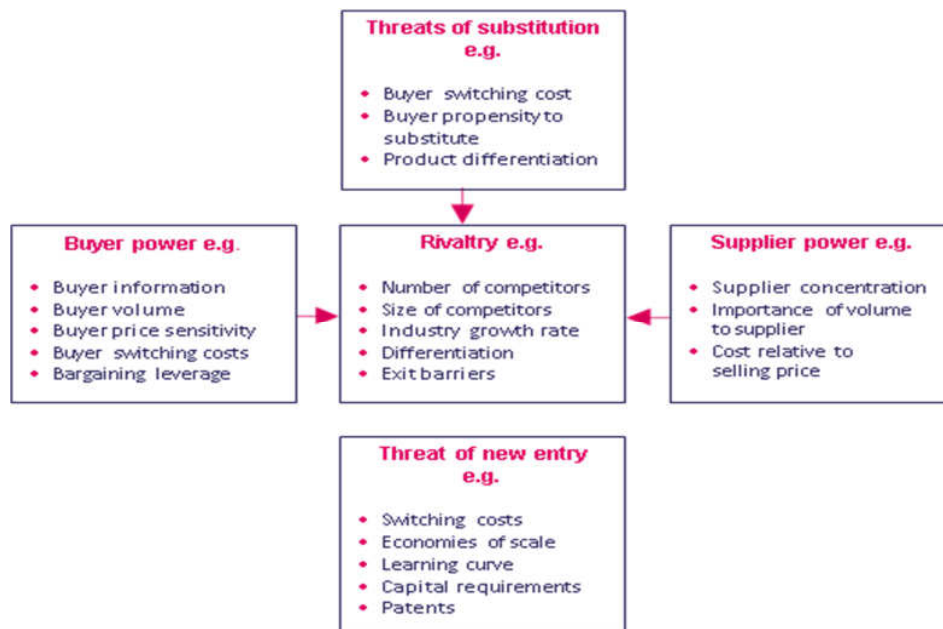 Threats of substitution
e.g.
• Buyer switching cost
• Buyer propensity to
substitute
• Product differentiation
Buyer power e.g.
• Buyer information
• Buyer volume
• Buyer price sensitivity
• Buyer switching costs
• Bargaining leverage
Rivaltry e.g.
• Number of competitors
• Size of competitors
• Industry growth rate
• Differentiation
• Exit barriers
Supplier power e.g.
• Supplier concentration
• Importance of volume
to supplier
• Cost relative to
selling price
Threat of new entry
e.g.
• Switching costs
• Economies of scale
• Learning curve
• Capital requirements
• Patents